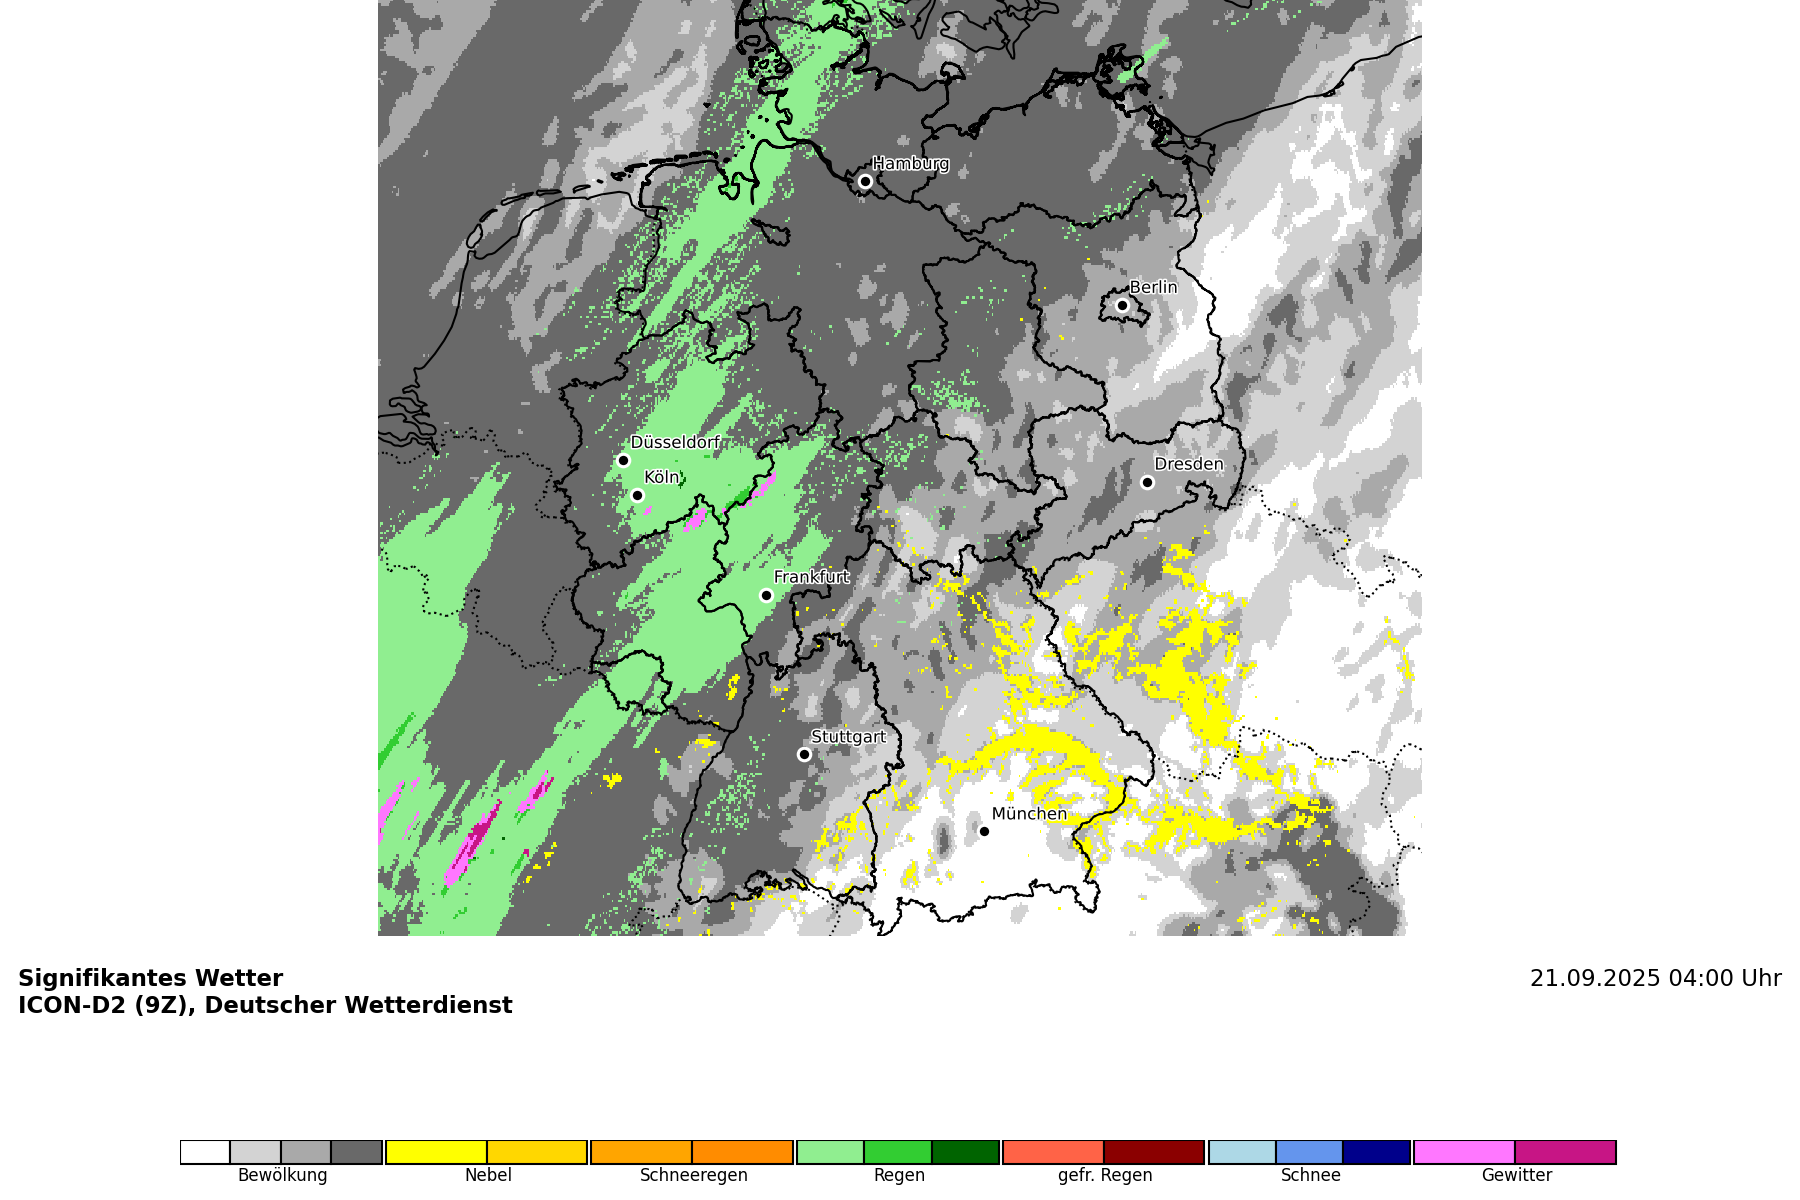 Hamburg
Berlin
Düsseldorf
Köln
Dresden
Frankfurt
Stuttgart
München
Signifikantes Wetter
21.09.2025 04:00 Uhr
ICON-D2 (9Z), Deutscher Wetterdienst
Bewölkung
Nebel
Schneeregen
Regen
gefr. Regen
Schnee
Gewitter